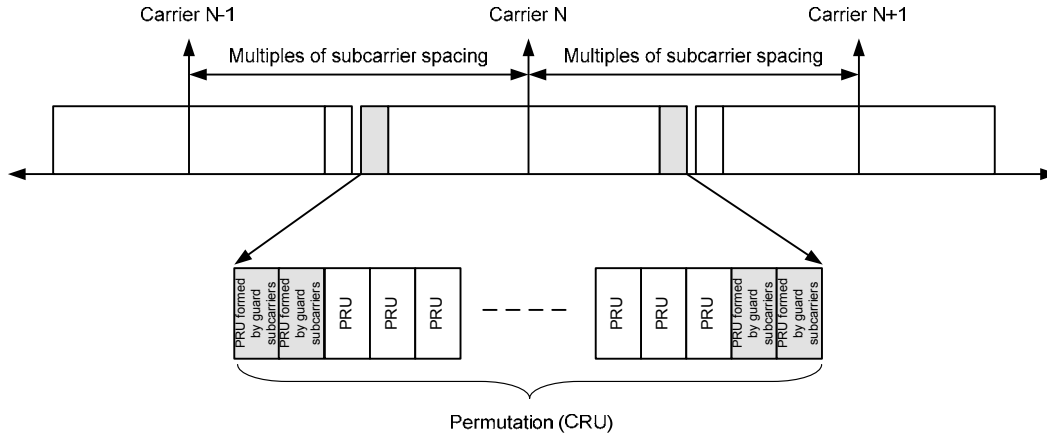 Carrier N-1
Carrier N
Carrier N+1
Multiples of subcarrier spacing
Multiples of subcarrier spacing
PRU formed
by guard
subcarriers
PRU formed
by guard
subcarriers
PRU
PRU
PRU
PRU
PRU
PRU
PRU formed
by guard
subcarriers
PRU formed
by guard
subcarriers
Permutation (CRU)